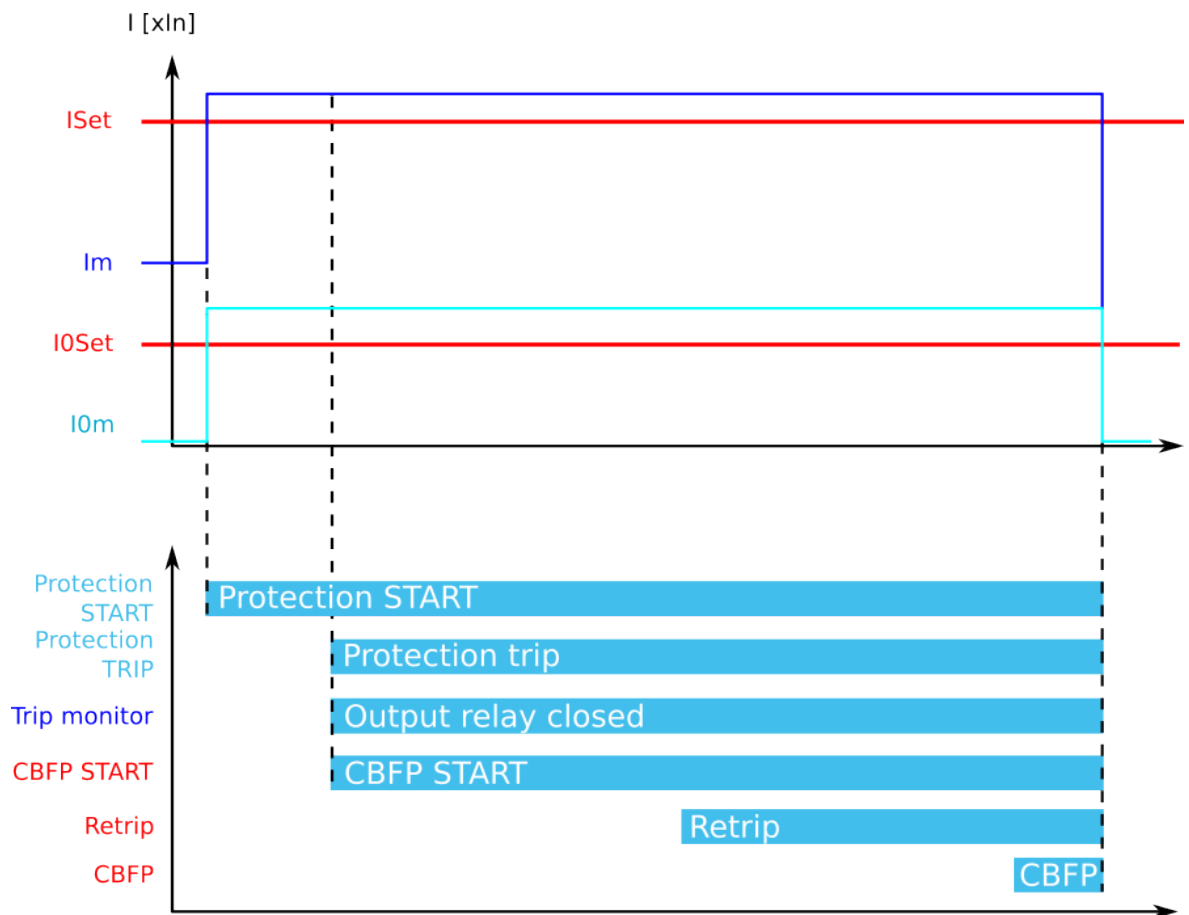 I [xIn]
ISet
Im
I0Set
I0m
Protection
START
Protection START
Protection
TRIP
Protection trip
Trip monitor
Output relay closed
CBFP START
CBFP START
Retrip
Retrip
CBFP
CBFP